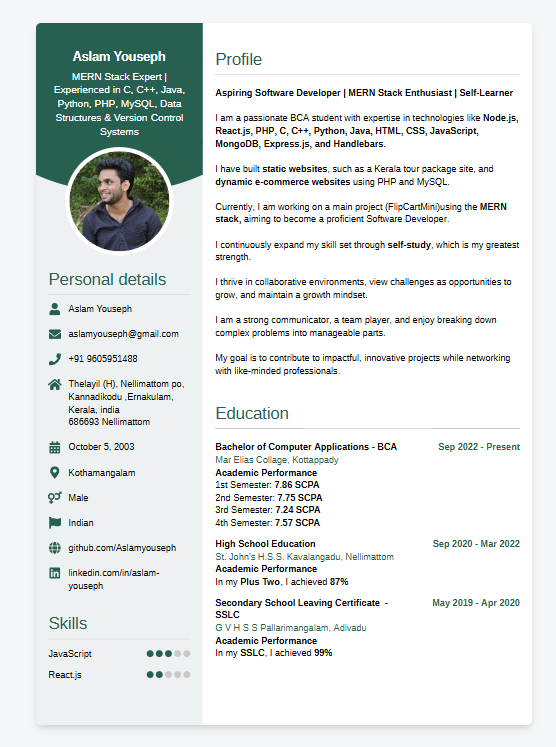 Aslam Youseph
MERN Stack Expert |
Experienced in C, C++, Java,
Python, PHP, MySQL, Data
Structures & Version Control
Systems
Personal details
Aslam Youseph
aslamyouseph@gmail.com
+91 9605951488
Thelayil (H), Nellimattom po,
Kannadikodu ,Ernakulam,
Kerala, india
686693 Nellimattom
October 5, 2003
Kothamangalam
Male
Indian
github.com/Aslamyouseph
linkedin.com/in/aslam-
youseph
Skills
JavaScript
React.js
Profile
Aspiring Software Developer | MERN Stack Enthusiast | Self-Learner
I am a passionate BCA student with expertise in technologies like Node.js,
React.js, PHP, C, C++, Python, Java, HTML, CSS, JavaScript,
MongoDB, Express.js, and Handlebars.
I have built static websites, such as a Kerala tour package site, and
dynamic e-commerce websites using PHP and MySQL.
Currently, I am working on a main project (FlipCartMini)using the MERN
stack, aiming to become a proficient Software Developer.
I continuously expand my skill set through self-study, which is my greatest
strength.
I thrive in collaborative environments, view challenges as opportunities to
grow, and maintain a growth mindset.
I am a strong communicator, a team player, and enjoy breaking down
complex problems into manageable parts.
My goal is to contribute to impactful, innovative projects while networking
with like-minded professionals.
Education
Bachelor of Computer Applications - BCA Sep 2022 - Present
Mar Elias Collage, Kottappady
Academic Performance
1st Semester: 7.86 SCPA
2nd Semester: 7.75 SCPA
3rd Semester: 7.24 SCPA
4th Semester: 7.57 SCPA
High School Education Sep 2020 - Mar 2022
St. John's H.S.S. Kavalangadu, Nellimattom
Academic Performance
In my Plus Two, I achieved 87%
Secondary School Leaving Certificate - May 2019 - Apr 2020
SSLC
G V H S S Pallarimangalam, Adivadu
Academic Performance
In my SSLC, I achieved 99%